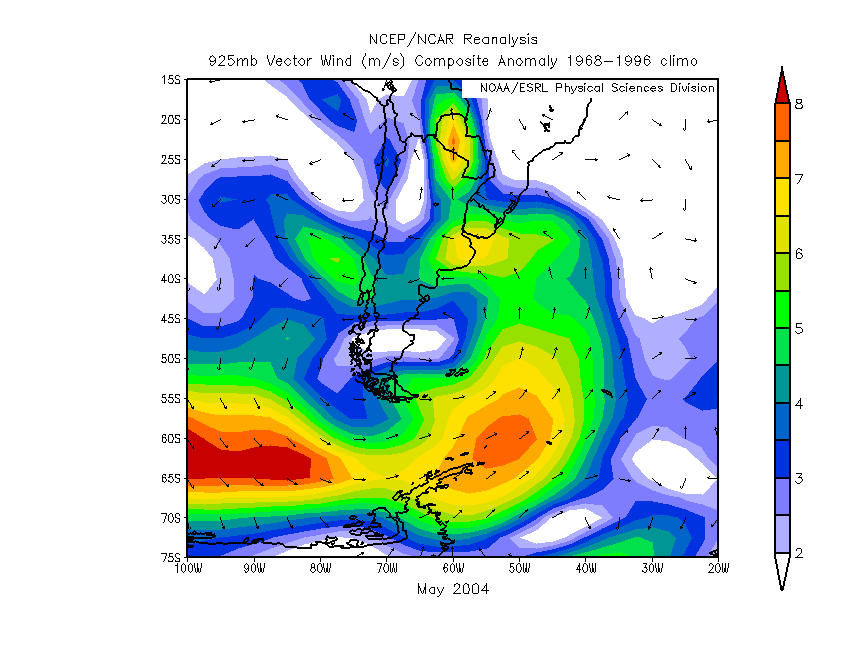 NCEP/NCAR Reanalysis
925mb Vector Wind (m/s) Composite Anomaly 1968-1996 climo
NOAA/ESRL Physical Sciences Division
15S
20S
25S
30S
35S
40S
45S
50S
55S
60S
65S
70S
75S
100W 90W 80W 70W 60W 50W 40W 30W 20W
May 2004
8
7
6
5
4
3
2